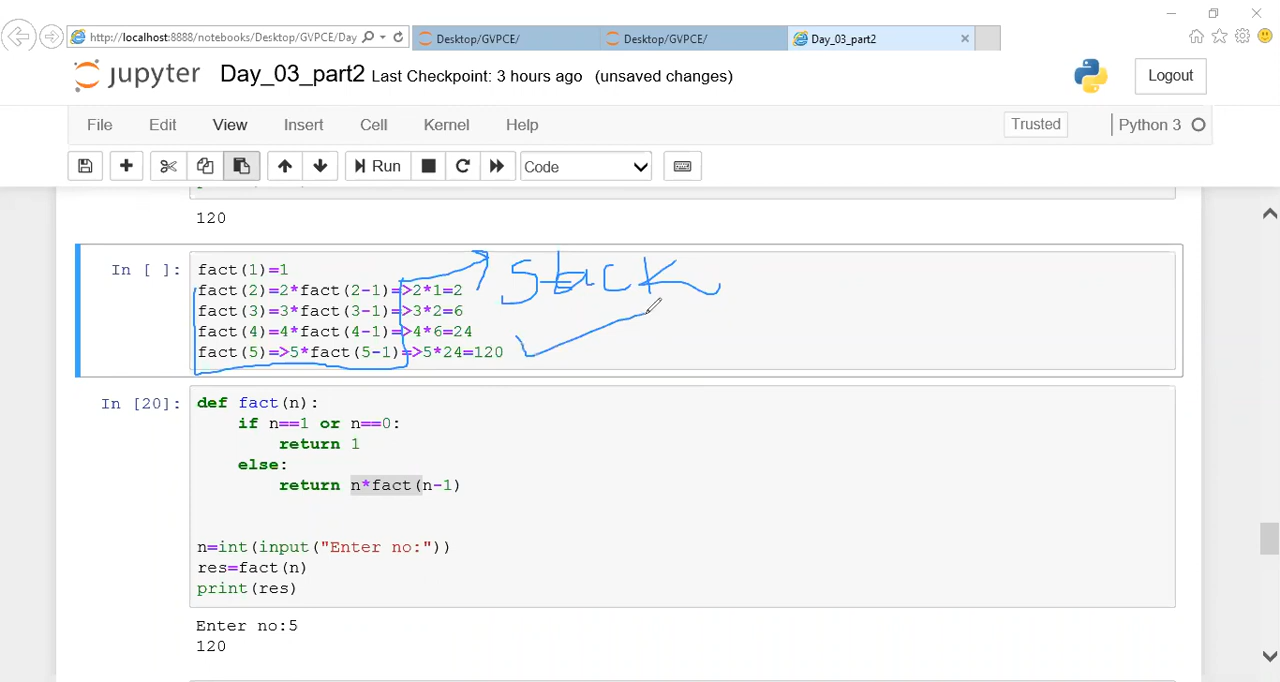 http://localhost:8888/notebooks/Desktop/GVPCE/Day
Desktop/GVPCE/
Desktop/GVPCE/
Day_03_part2
jupyter Day_03_part2 Last Checkpoint: 3 hours ago (unsaved changes)
Logout
File Edit View Insert Cell Kernel Help
Trusted
Python 3
Run
Code
120
In [ ]:
fact(1)=1
fact(2)=2*fact(2-1)=>2*1=2
fact(3)=3*fact(3-1)=>3*2=6
fact(4)=4*fact(4-1)=>4*6=24
fact(5)=>5*fact(5-1)=>5*24=120
Stack
In [20]:
def fact(n):
if n==1 or n==0:
return 1
else:
return n*fact(n-1)
n=int(input("Enter no:"))
res=fact(n)
print(res)
Enter no:5
120